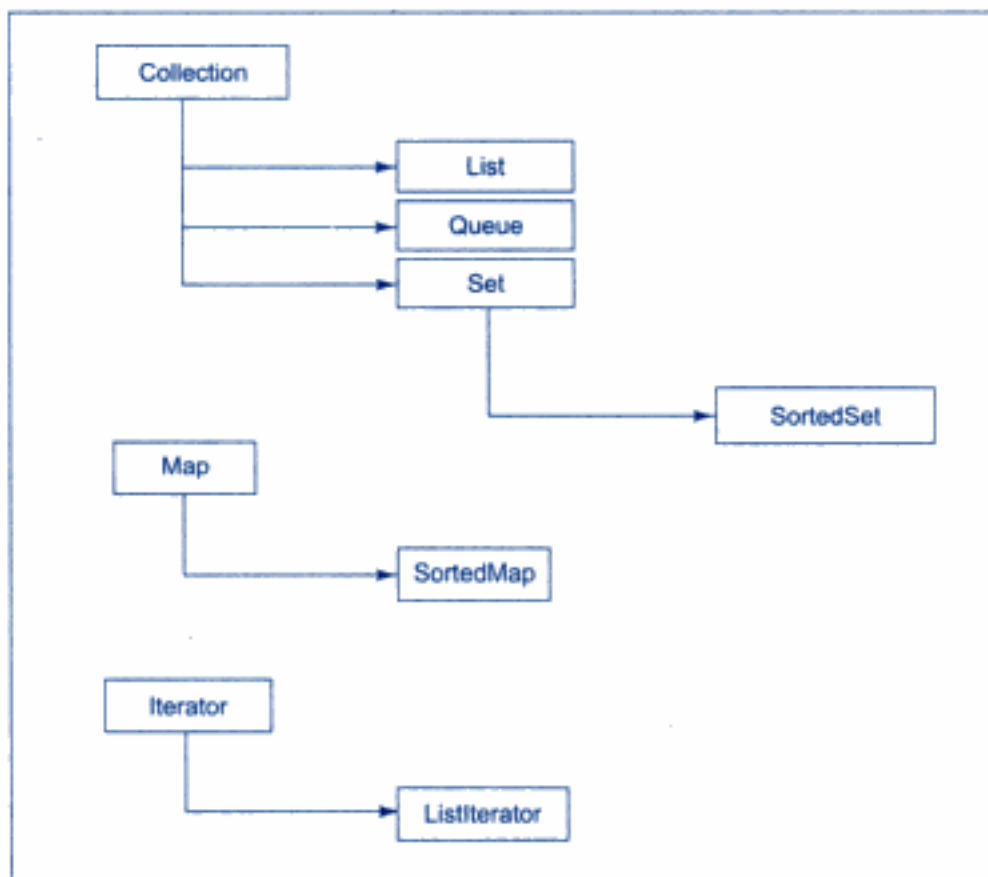 Collection
List
Queue
Set
SortedSet
Map
SortedMap
Iterator
ListIterator